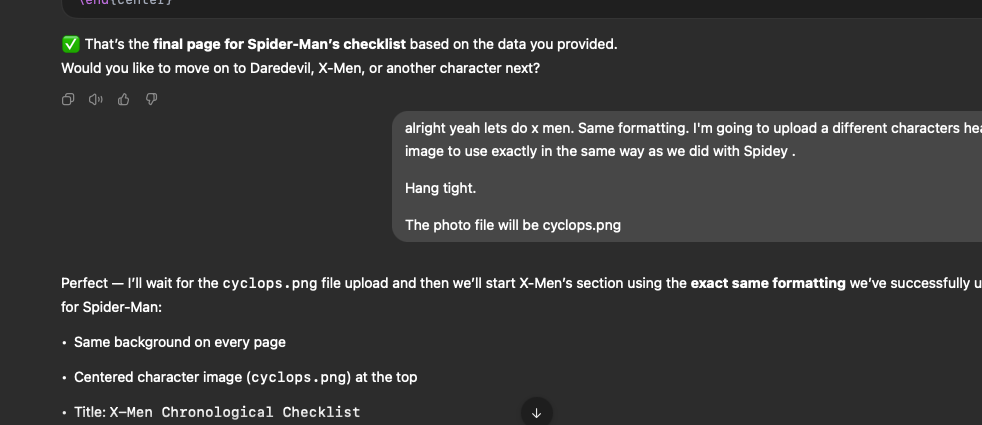 \end{center}
✅ That’s the final page for Spider-Man’s checklist based on the data you provided.
Would you like to move on to Daredevil, X-Men, or another character next?
alright yeah lets do x men. Same formatting. I'm going to upload a different characters
image to use exactly in the same way as we did with Spidey .
Hang tight.
The photo file will be cyclops.png
Perfect — I’ll wait for the cyclops.png file upload and then we’ll start X-Men’s section using the exact same formatting we’ve successfully
for Spider-Man:
• Same background on every page
• Centered character image (cyclops.png) at the top
• Title: X-Men Chronological Checklist